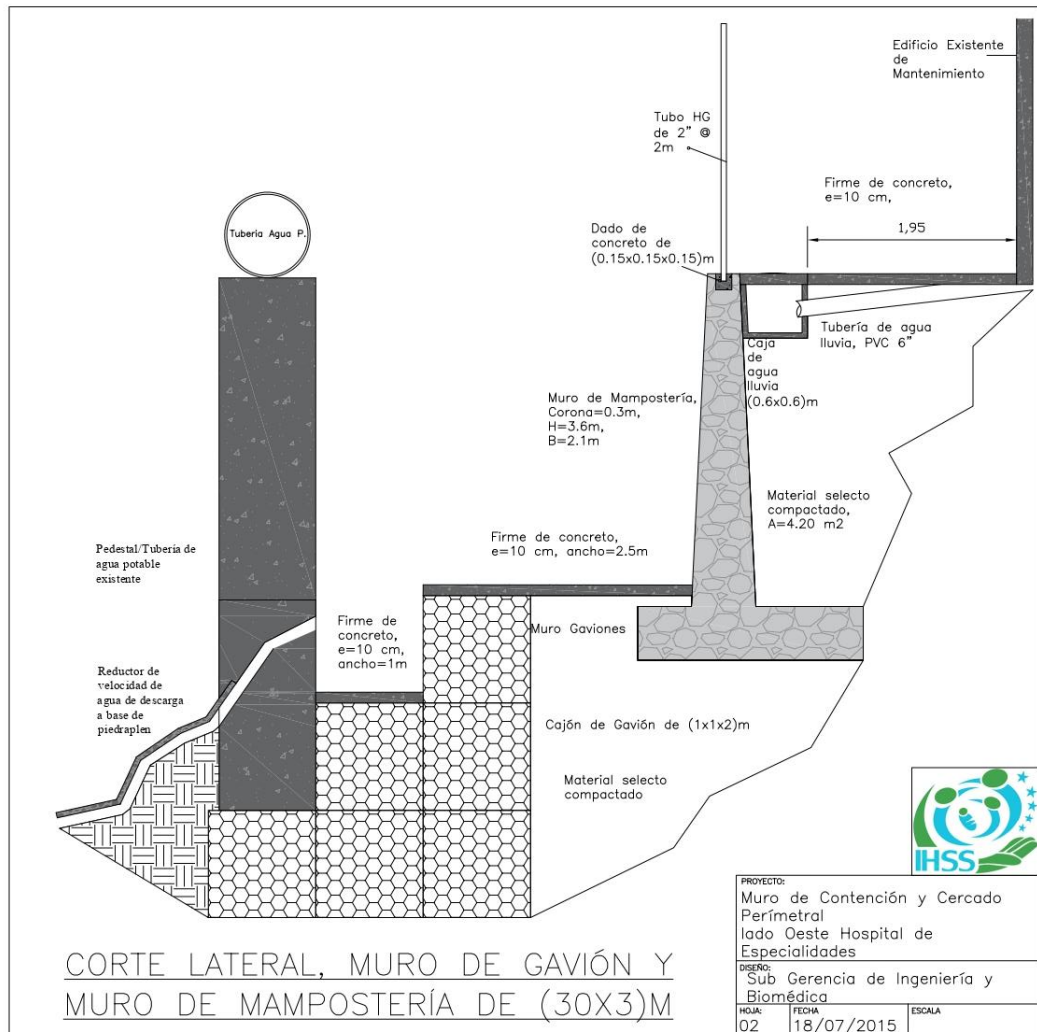 Edificio Existente
de
Mantenimiento
Tubo HG
de 2" @
2m
Firme de concreto,
e=10 cm,
1,95
Tuberia Agua P.
Dado de
concreto de
(0.15x0.15x0.15)m
Tubería de agua
lluvia, PVC 6"
Caja
de
agua
lluvia
(0.6x0.6)m
Muro de Mampostería,
Corona=0.3m,
H=3.6m,
B=2.1m
Material selecto
compactado,
A=4.20 m2
Firme de concreto,
e=10 cm, ancho=2.5m
Pedestal/Tubería de
agua potable
existente
Firme de
concreto,
e=10 cm,
ancho=1m
Muro Gaviones
Reductor de
velocidad de
agua de descarga
a base de
piedraplen
Cajón de Gavión de (1x1x2)m
Material selecto
compactado
IHSS
CORTE LATERAL, MURO DE GAVIÓN Y
MURO DE MAMPOSTERÍA DE (30X3)M
PROYECTO:
Muro de Contención y Cercado
Perímetral
lado Oeste Hospital de
Especialidades
DISEÑO:
Sub Gerencia de Ingeniería y
Biomédica
HOJA: FECHA ESCALA
02 18/07/2015